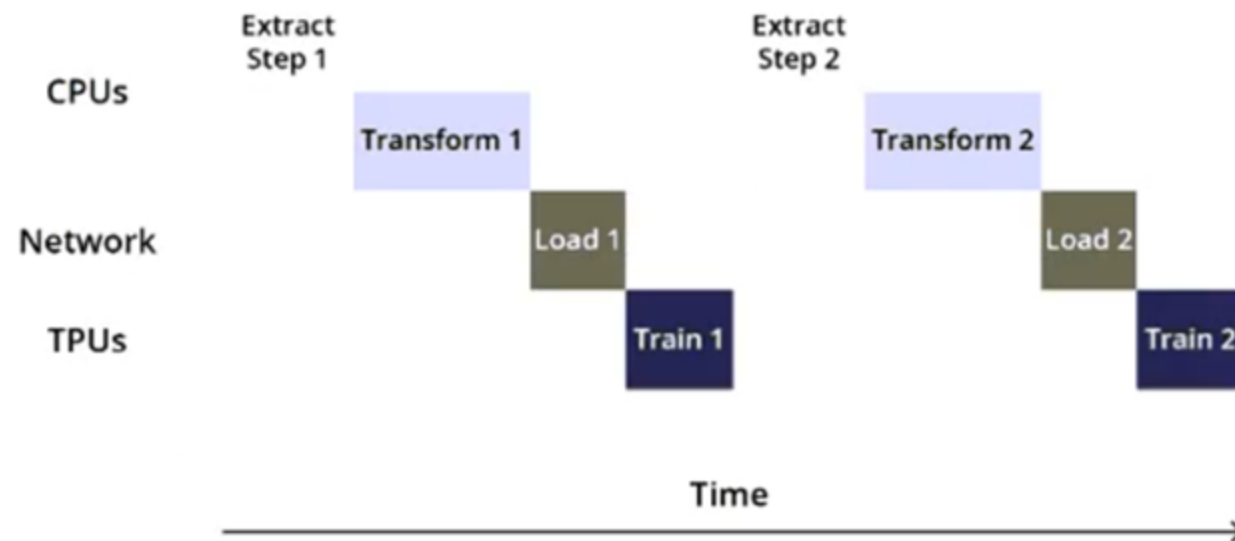 Extract
Step 1
Extract
Step 2
CPUs
Transform 1
Transform 2
Network
Load 1
Load 2
TPUs
Train 1
Train 2
Time